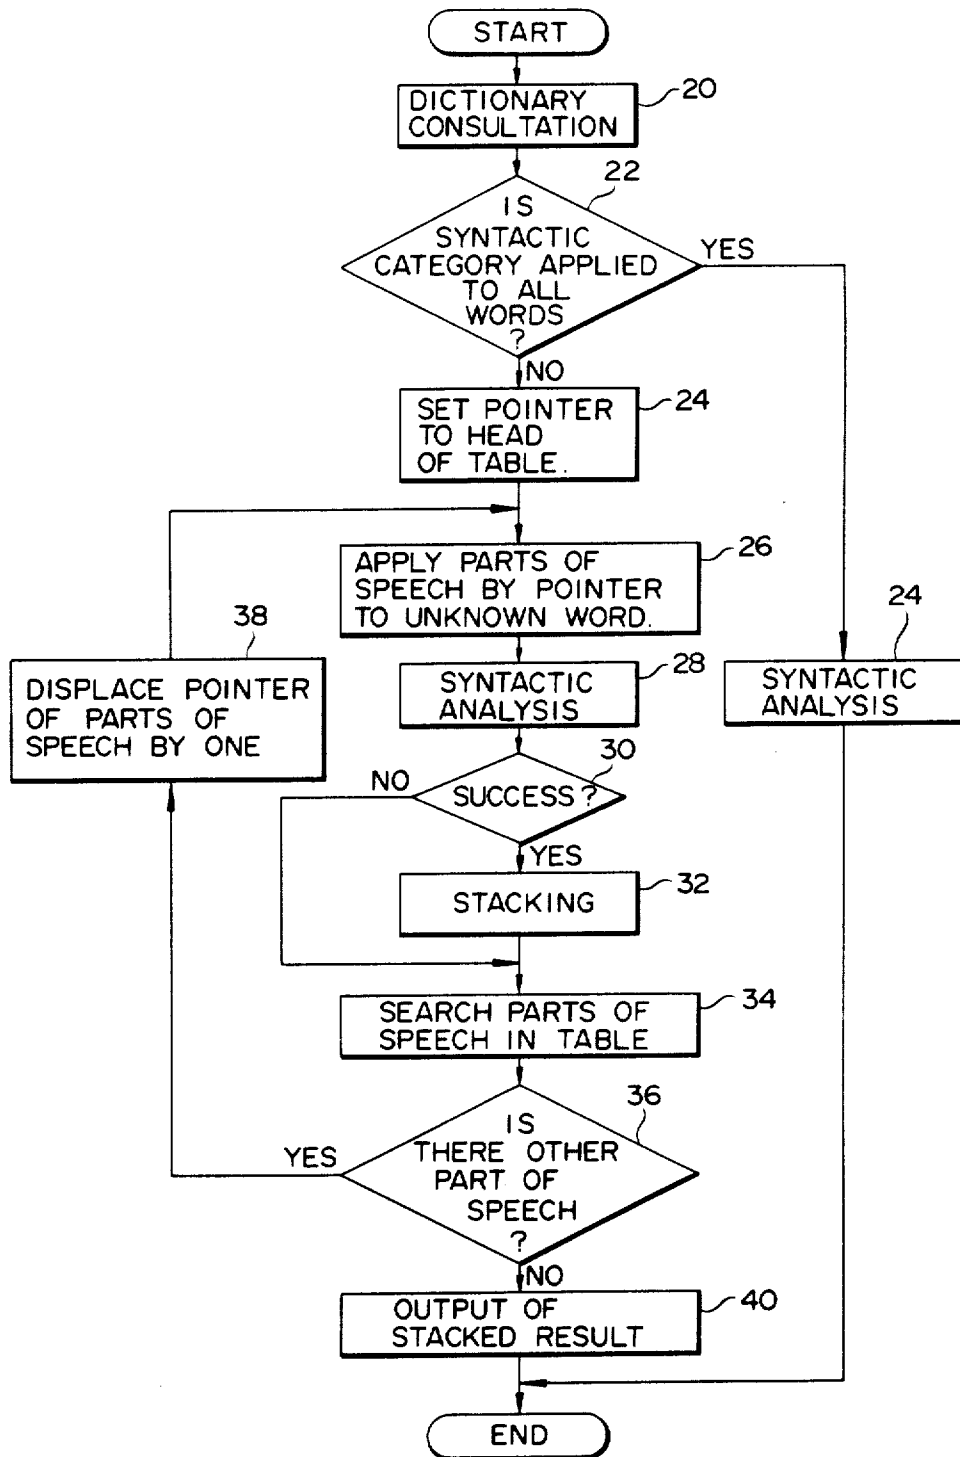 START
DICTIONARY
CONSULTATION
20
22
IS
SYNTACTIC
CATEGORY APPLIED
TO ALL
WORDS
?
YES
NO
SET POINTER
TO HEAD
OF TABLE.
24
APPLY PARTS OF
SPEECH BY POINTER
TO UNKNOWN WORD.
26
38
DISPLACE POINTER
OF PARTS OF
SPEECH BY ONE
SYNTACTIC
ANALYSIS
28
24
SYNTACTIC
ANALYSIS
30
NO
SUCCESS?
YES
STACKING
32
SEARCH PARTS OF
SPEECH IN TABLE
34
36
IS
THERE OTHER
PART OF
SPEECH
?
YES
NO
OUTPUT OF
STACKED RESULT
40
END